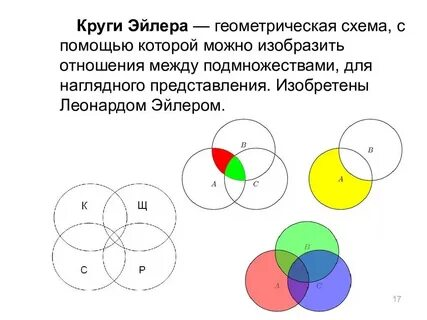 Круги Эйлера — геометрическая схема, с
помощью которой можно изобразить
отношения между подмножествами, для
наглядного представления. Изобретены
Леонардом Эйлером.
B
A
C
B
A
К
Щ
С
Р
B
A
C
17